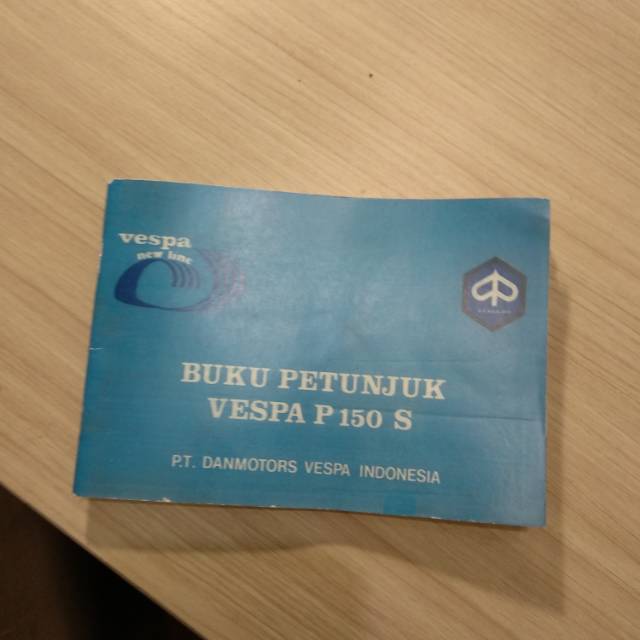 vespa
new line
BUKU PETUNJUK
VESPA P 150 S
P.T. DANMOTORS VESPA INDONESIA